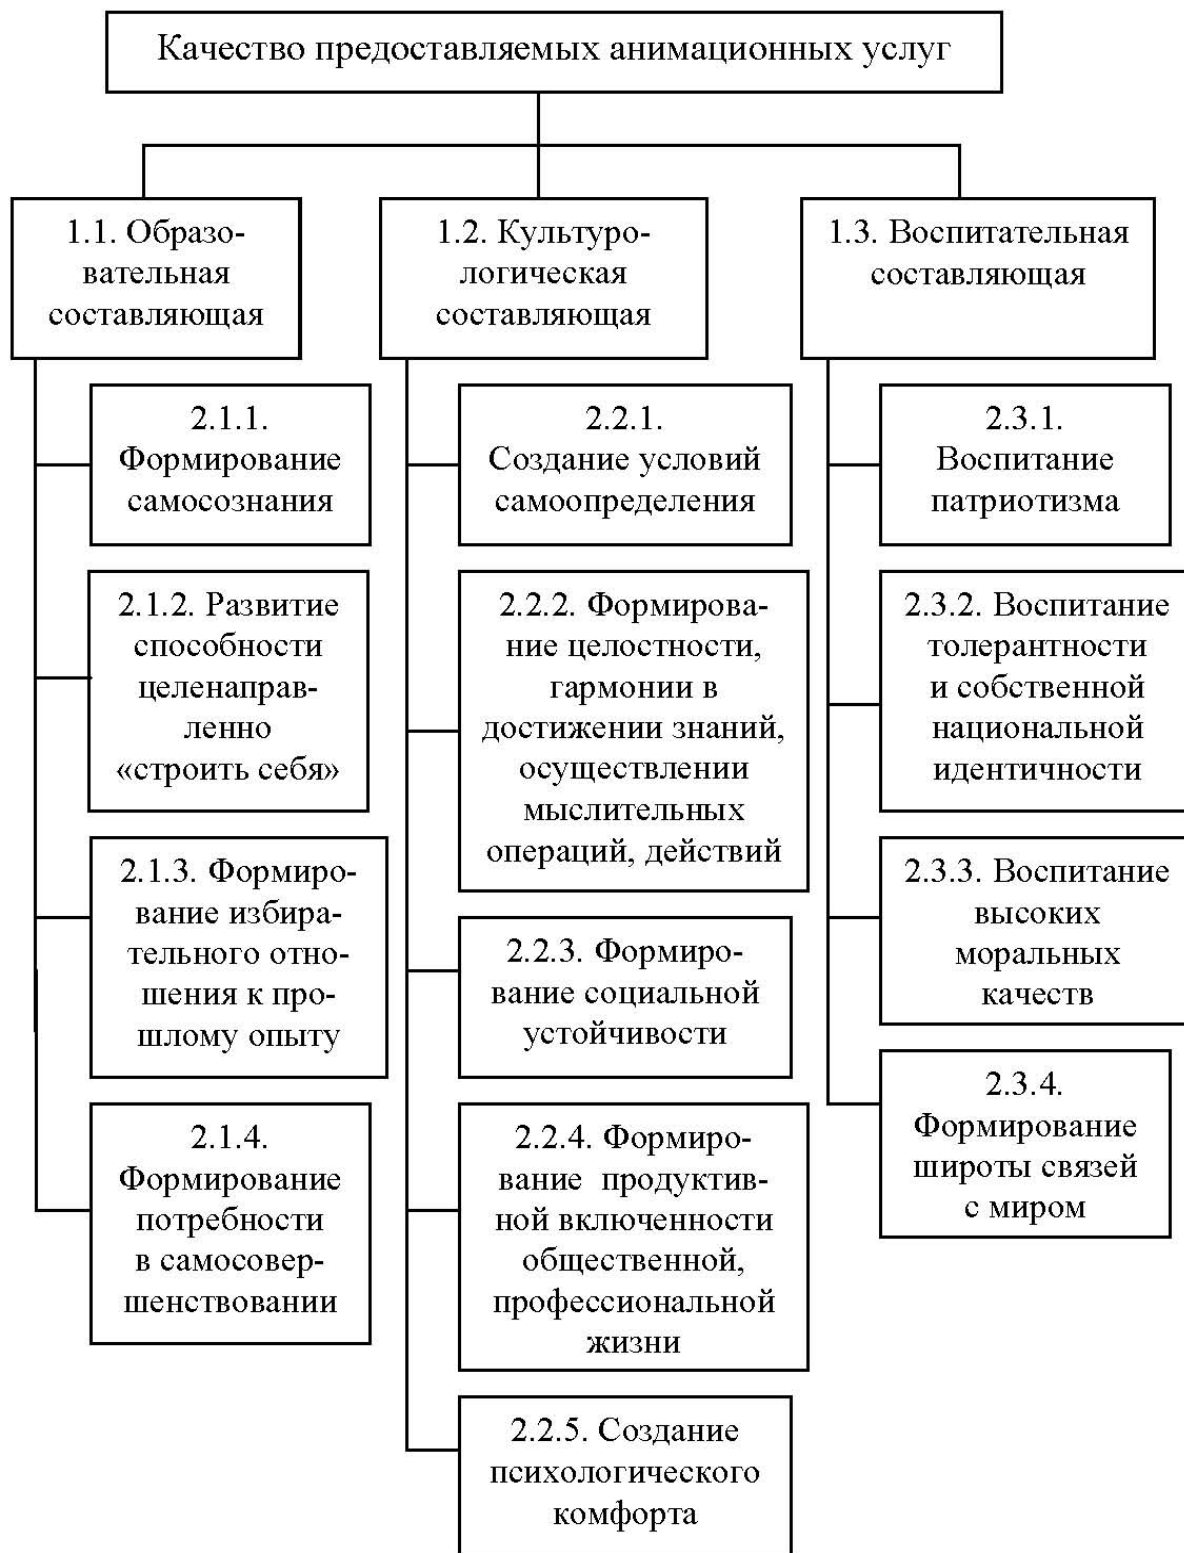 Качество предоставляемых анимационных услуг
1.1. Образо-
вательная
составляющая
2.1.1.
Формирование
самосознания
2.1.2. Развитие
способности
целенаправ-
ленно
«строить себя»
2.1.3. Формиро-
вание избира-
тельного отно-
шения к про-
шлому опыту
2.1.4.
Формирование
потребности
в самосовер-
шенствовании
1.2. Культуро-
логическая
составляющая
2.2.1.
Создание условий
самоопределения
2.2.2. Формирова-
ние целостности,
гармонии в
достижении знаний,
осуществлении
мыслительных
операций, действий
2.2.3. Формиро-
вание социальной
устойчивости
2.2.4. Формиро-
вание продуктив-
ной включенности
общественной,
профессиональной
жизни
2.2.5. Создание
психологического
комфорта
1.3. Воспитательная
составляющая
2.3.1.
Воспитание
патриотизма
2.3.2. Воспитание
толерантности
и собственной
национальной
идентичности
2.3.3. Воспитание
высоких
моральных
качеств
2.3.4.
Формирование
широты связей
с миром